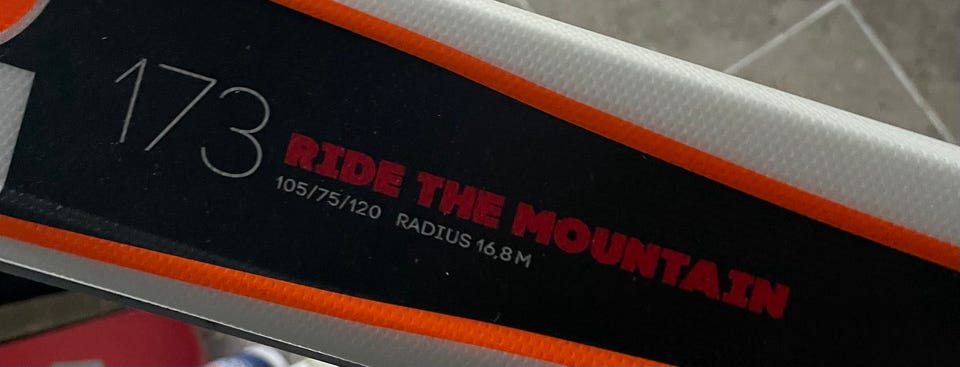 173
RIDE THE MOUNTAIN
105/75/120 RADIUS 16,8 M